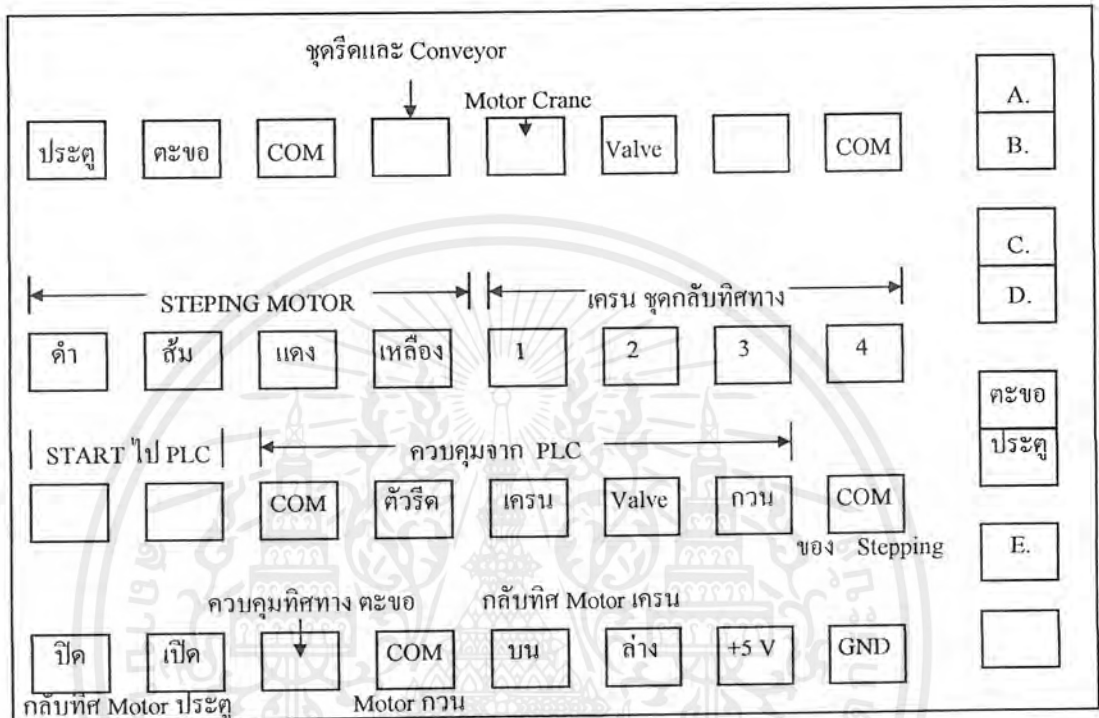 ชุดรีดและ Conveyor
Motor Crane
ประตู ตะขอ COM Valve COM
A.
B.
C.
D.
STEPING MOTOR เครน ชุดกลับทิศทาง
ดำ ส้ม แดง เหลือง 1 2 3 4
ตะขอ
ประตู
START ไป PLC ควบคุมจาก PLC
COM ตัวรีด เครน Valve กวน COM
ของ Stepping
E.
ควบคุมทิศทาง ตะขอ กลับทิศ Motor เครน
ปิด เปิด COM บน ล่าง +5 V GND
กลับทิศ Motor ประตู Motor กวน